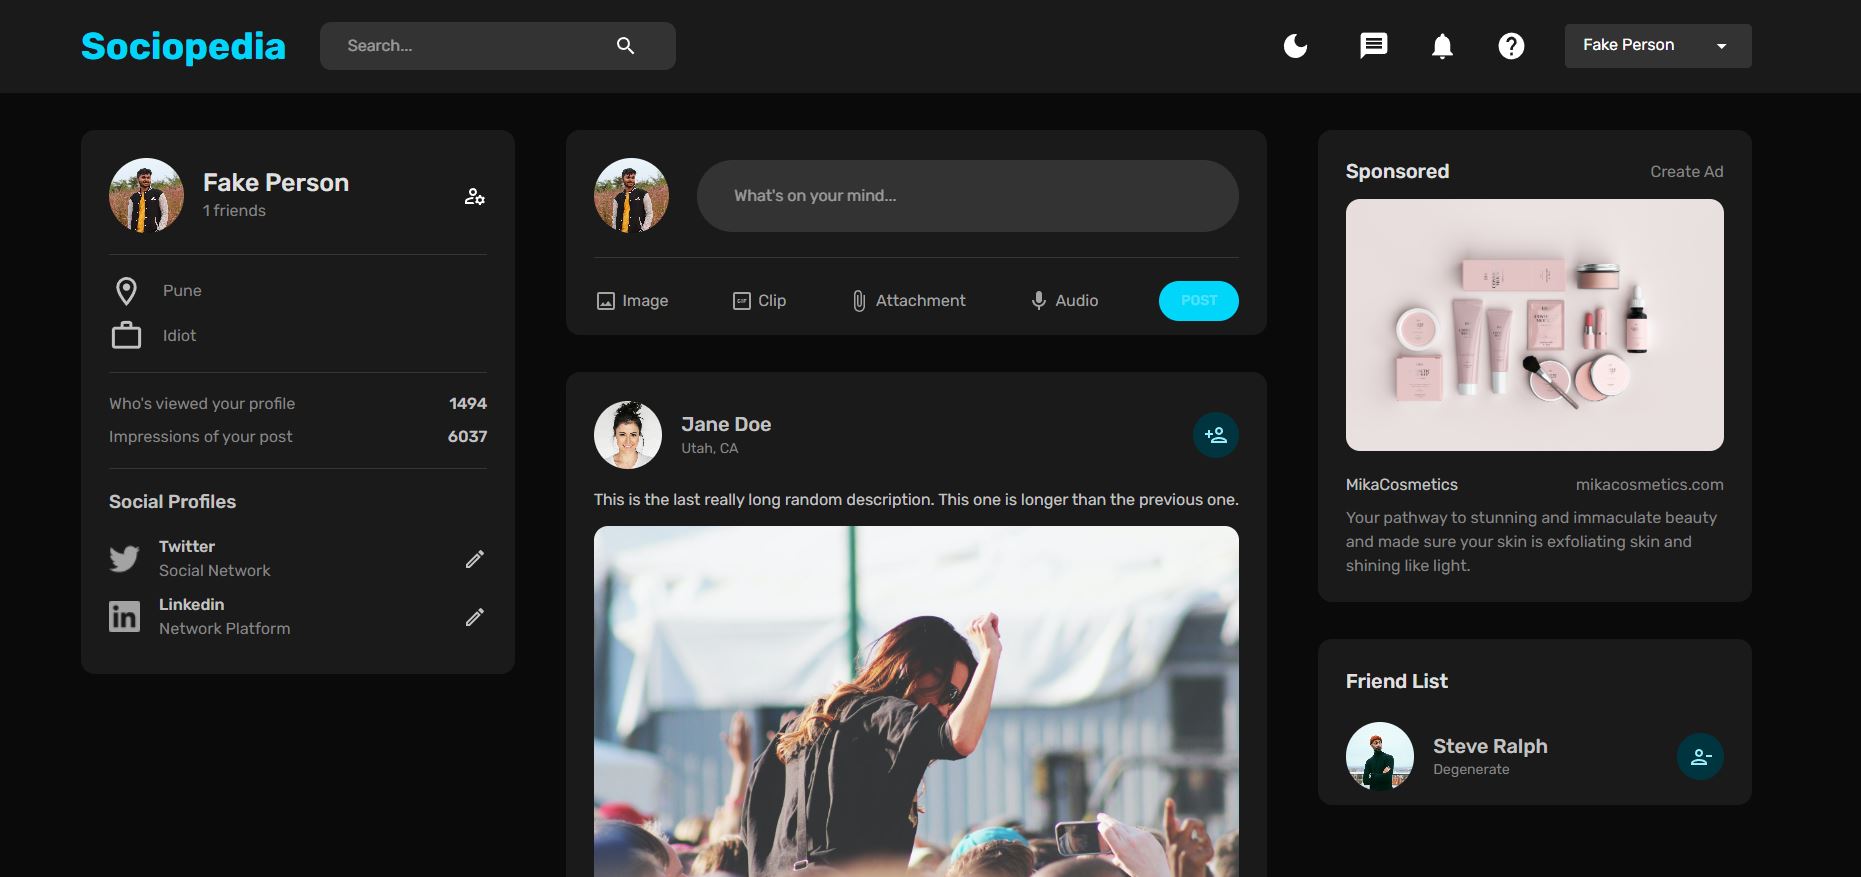 Sociopedia
Search...
Fake Person
Fake Person
1 friends
Pune
Idiot
Who's viewed your profile 1494
Impressions of your post 6037
Social Profiles
Twitter
Social Network
Linkedin
Network Platform
What's on your mind...
Image Clip Attachment Audio POST
Jane Doe
Utah, CA
This is the last really long random description. This one is longer than the previous one.
Sponsored Create Ad
MikaCosmetics mikacosmetics.com
Your pathway to stunning and immaculate beauty
and made sure your skin is exfoliating skin and
shining like light.
Friend List
Steve Ralph
Degenerate